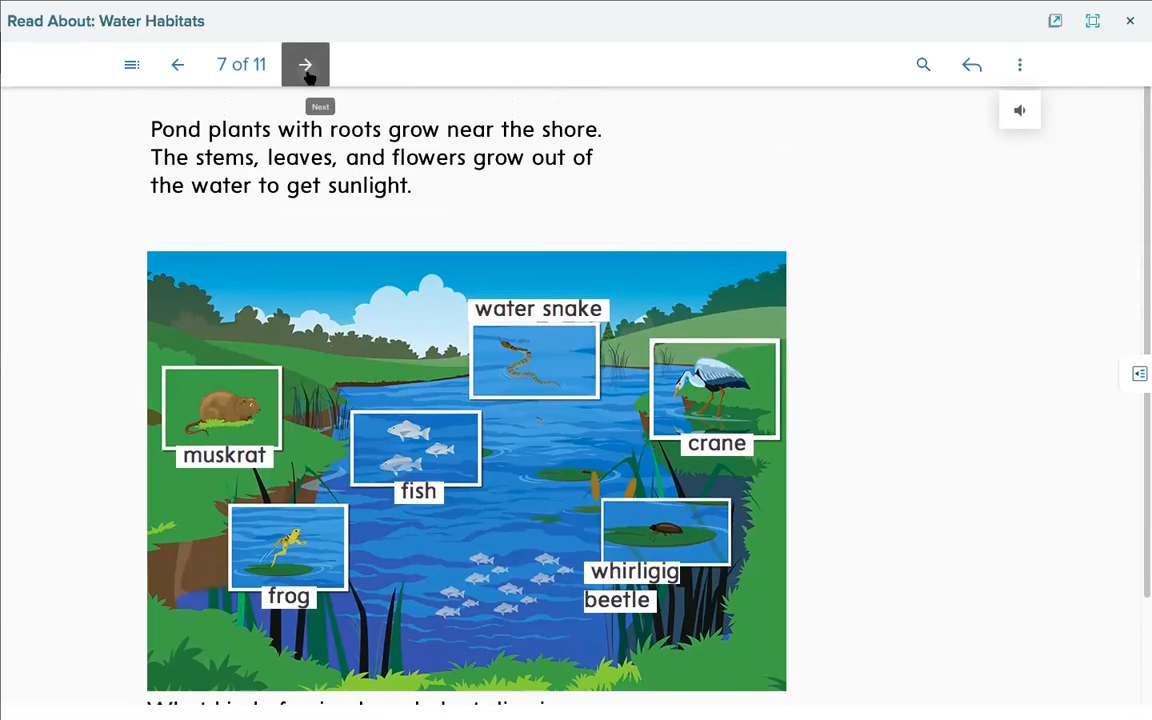 Read About: Water Habitats
7 of 11
Next
Pond plants with roots grow near the shore.
The stems, leaves, and flowers grow out of
the water to get sunlight.
water snake
crane
muskrat
fish
whirligig
beetle
frog